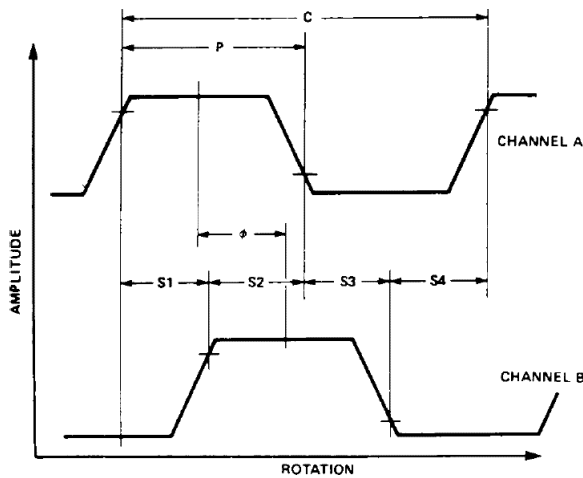 C
P
CHANNEL A
ϕ
S1 S2 S3 S4
AMPLITUDE
CHANNEL B
ROTATION